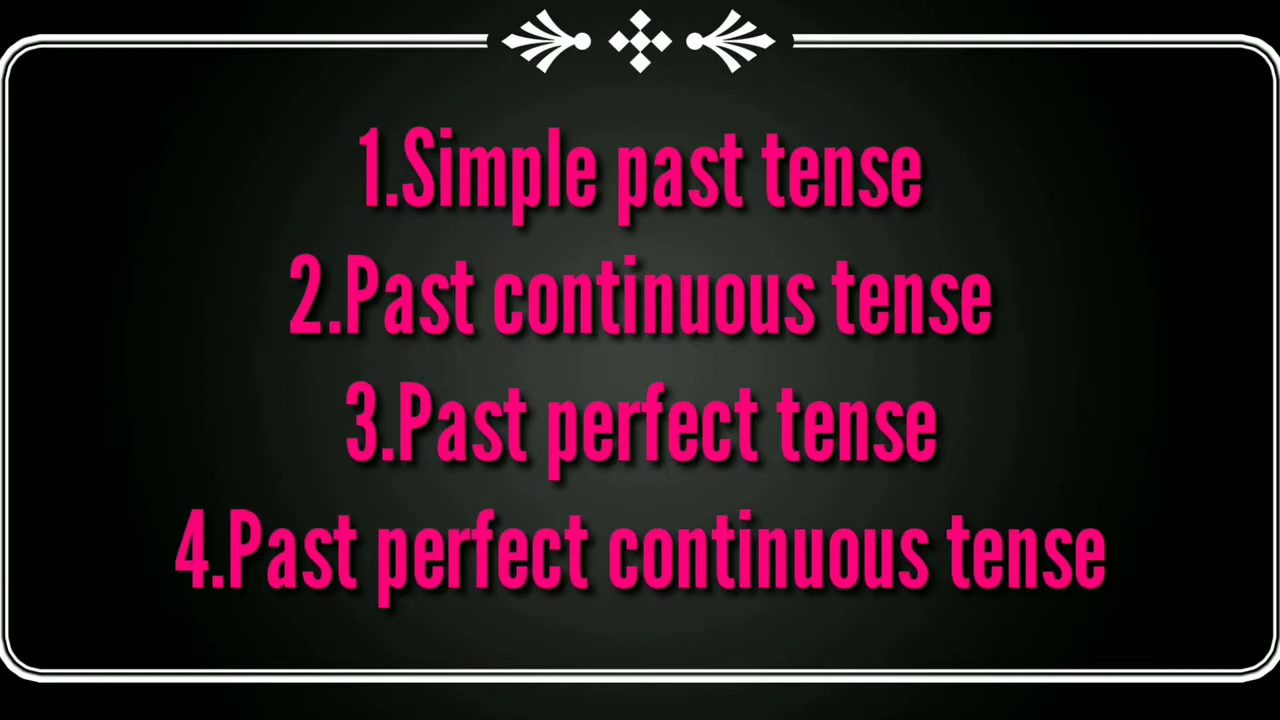 1.Simple past tense
2.Past continuous tense
3.Past perfect tense
4.Past perfect continuous tense